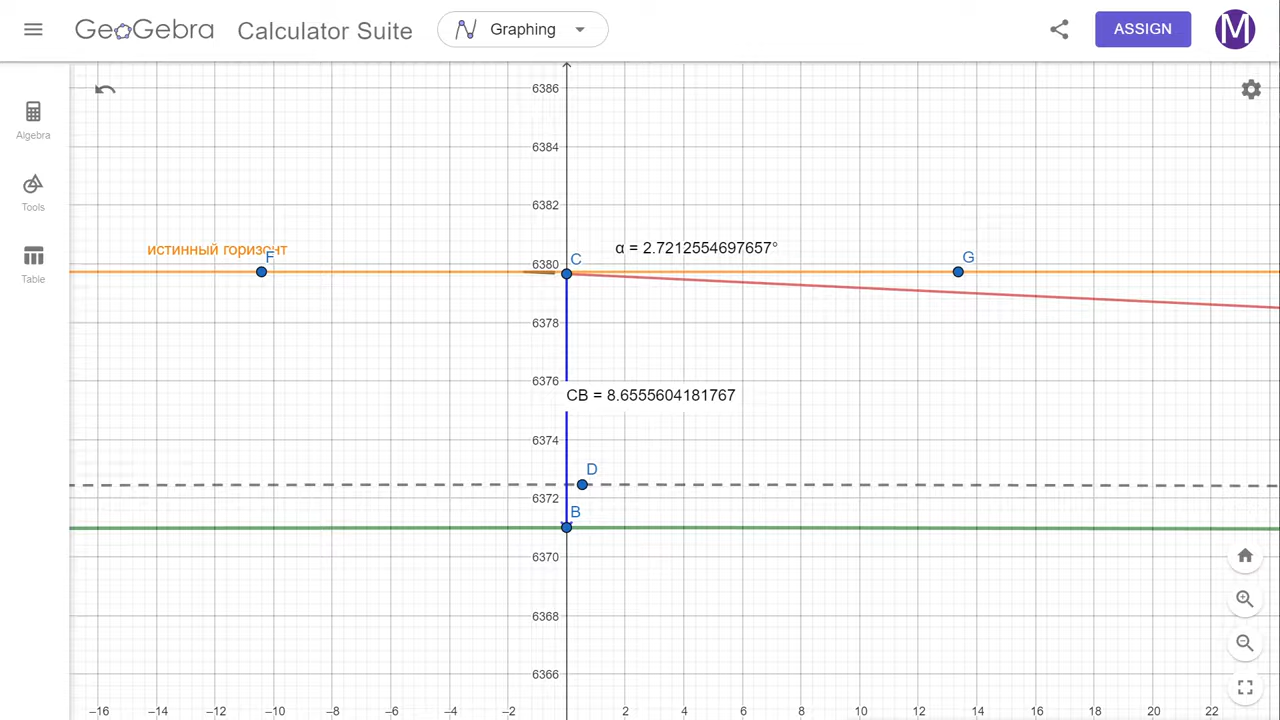 GeoGebra Calculator Suite Graphing ASSIGN M
Algebra
Tools
Table
6386
6384
6382
6380
6378
6376
6374
6372
6370
6368
6366
истинный горизонт
F
C
α = 2.7212554697657°
G
CB = 8.6555604181767
D
B
−16 −14 −12 −10 −8 −6 −4 −2 2 4 6 8 10 12 14 16 18 20 22